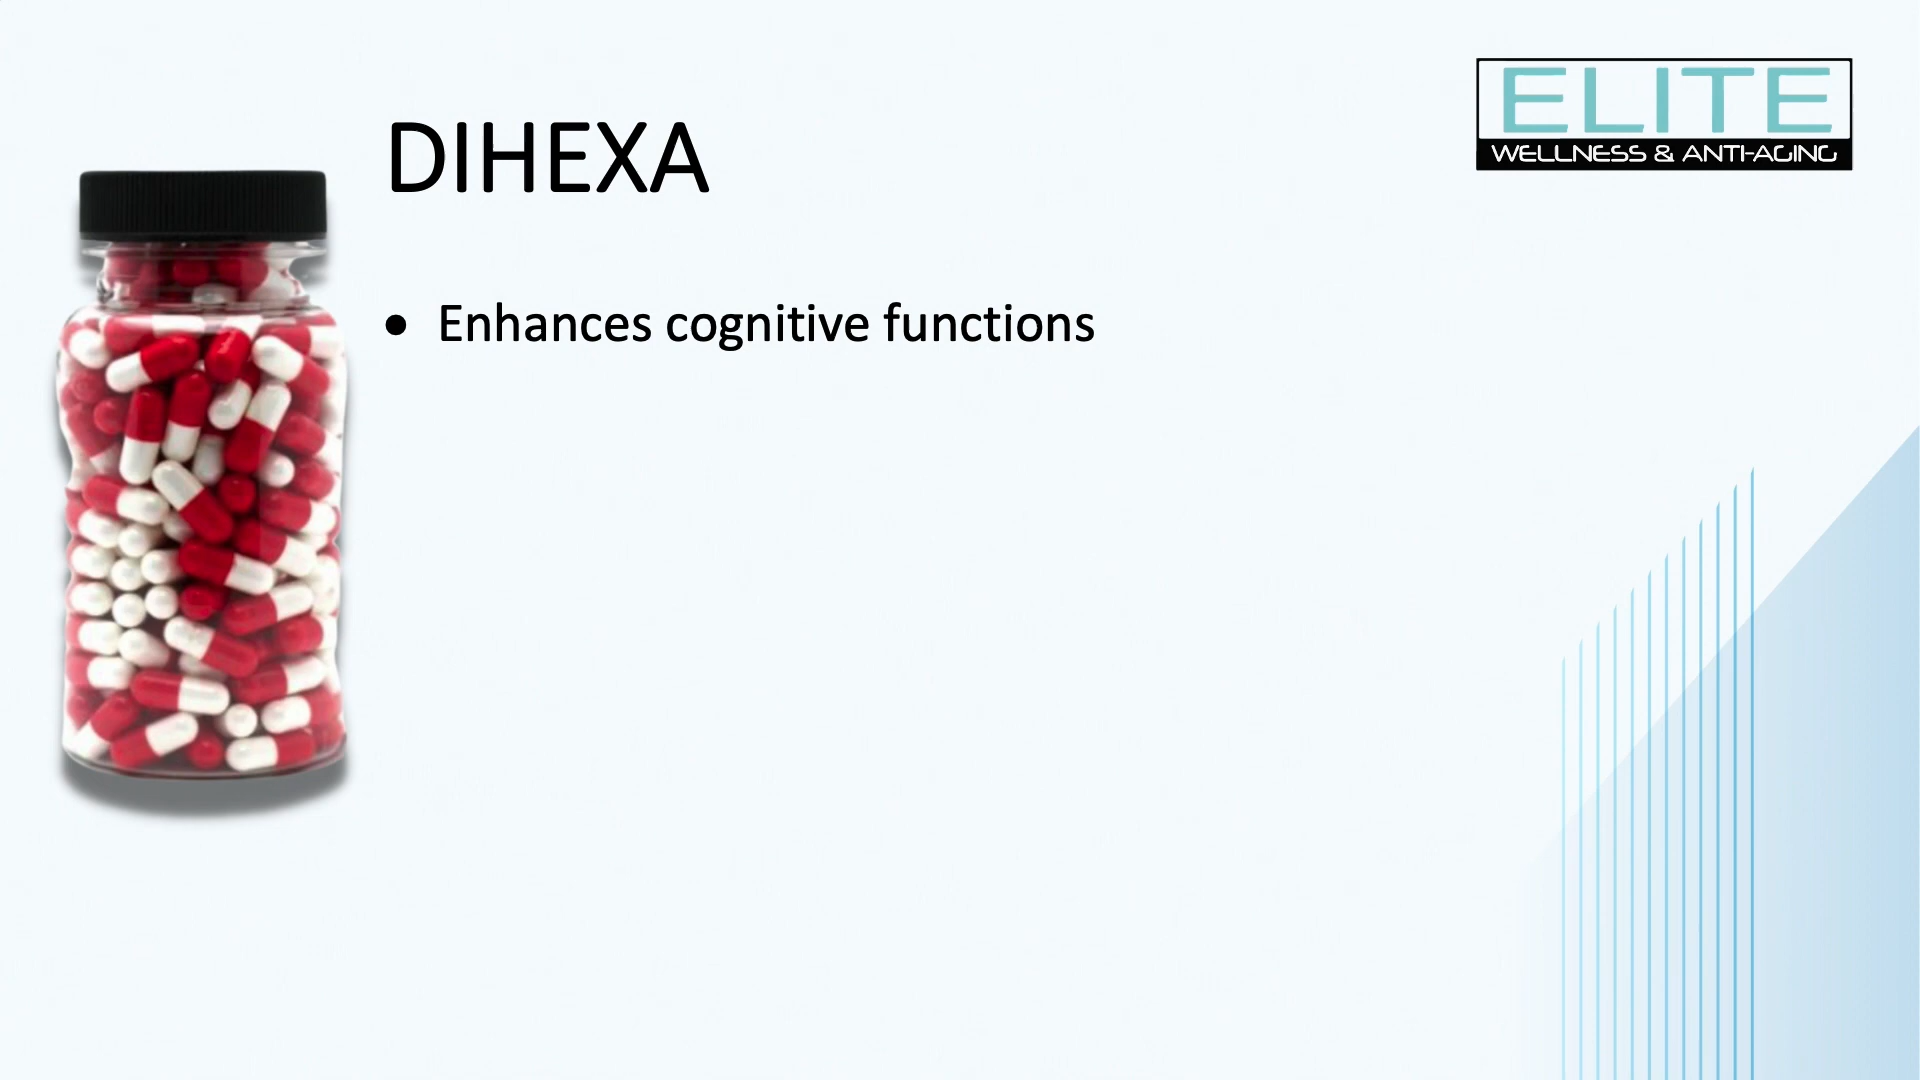 ELITE
WELLNESS & ANTI-AGING
DIHEXA
• Enhances cognitive functions